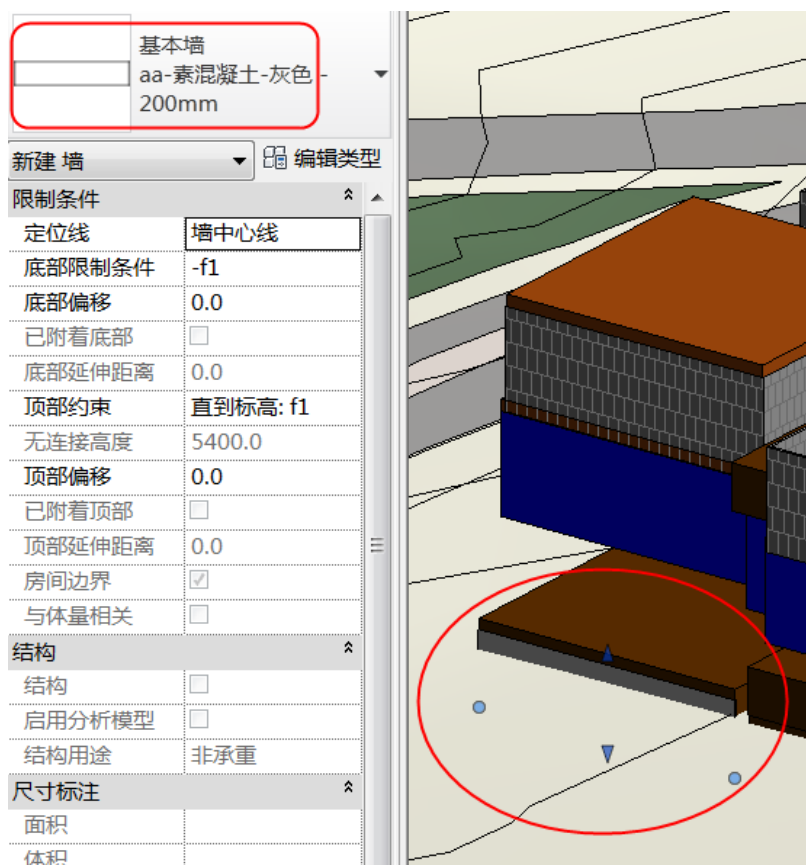 基本墙
aa-素混凝土-灰色 -
200mm
新建 墙
编辑类型
限制条件
定位线 墙中心线
底部限制条件 -f1
底部偏移 0.0
已附着底部
底部延伸距离 0.0
顶部约束 直到标高: f1
无连接高度 5400.0
顶部偏移 0.0
已附着顶部
顶部延伸距离 0.0
房间边界
与体量相关
结构
结构
启用分析模型
结构用途 非承重
尺寸标注
面积
体积